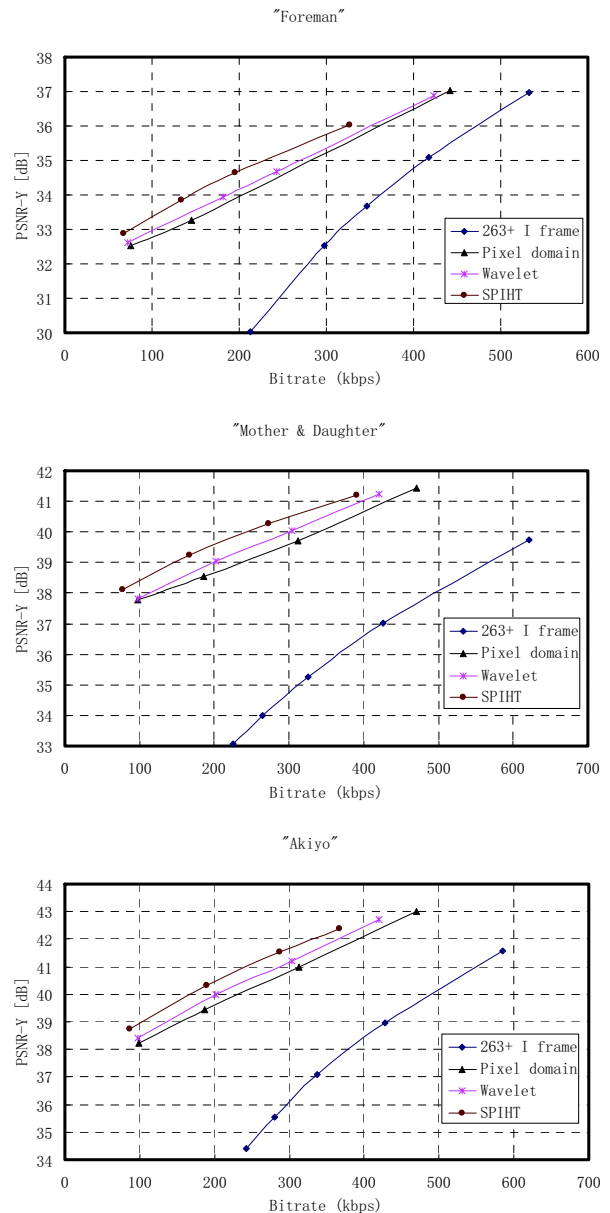 "Foreman"
38
37
36
35
34
33
32
31
30
PSNR-Y [dB]
263+ I frame
Pixel domain
Wavelet
SPIHT
0 100 200 300 400 500 600
Bitrate (kbps)
"Mother & Daughter"
42
41
40
39
38
37
36
35
34
33
PSNR-Y [dB]
263+ I frame
Pixel domain
Wavelet
SPIHT
0 100 200 300 400 500 600 700
Bitrate (kbps)
"Akiyo"
44
43
42
41
40
39
38
37
36
35
34
PSNR-Y [dB]
263+ I frame
Pixel domain
Wavelet
SPIHT
0 100 200 300 400 500 600 700
Bitrate (kbps)